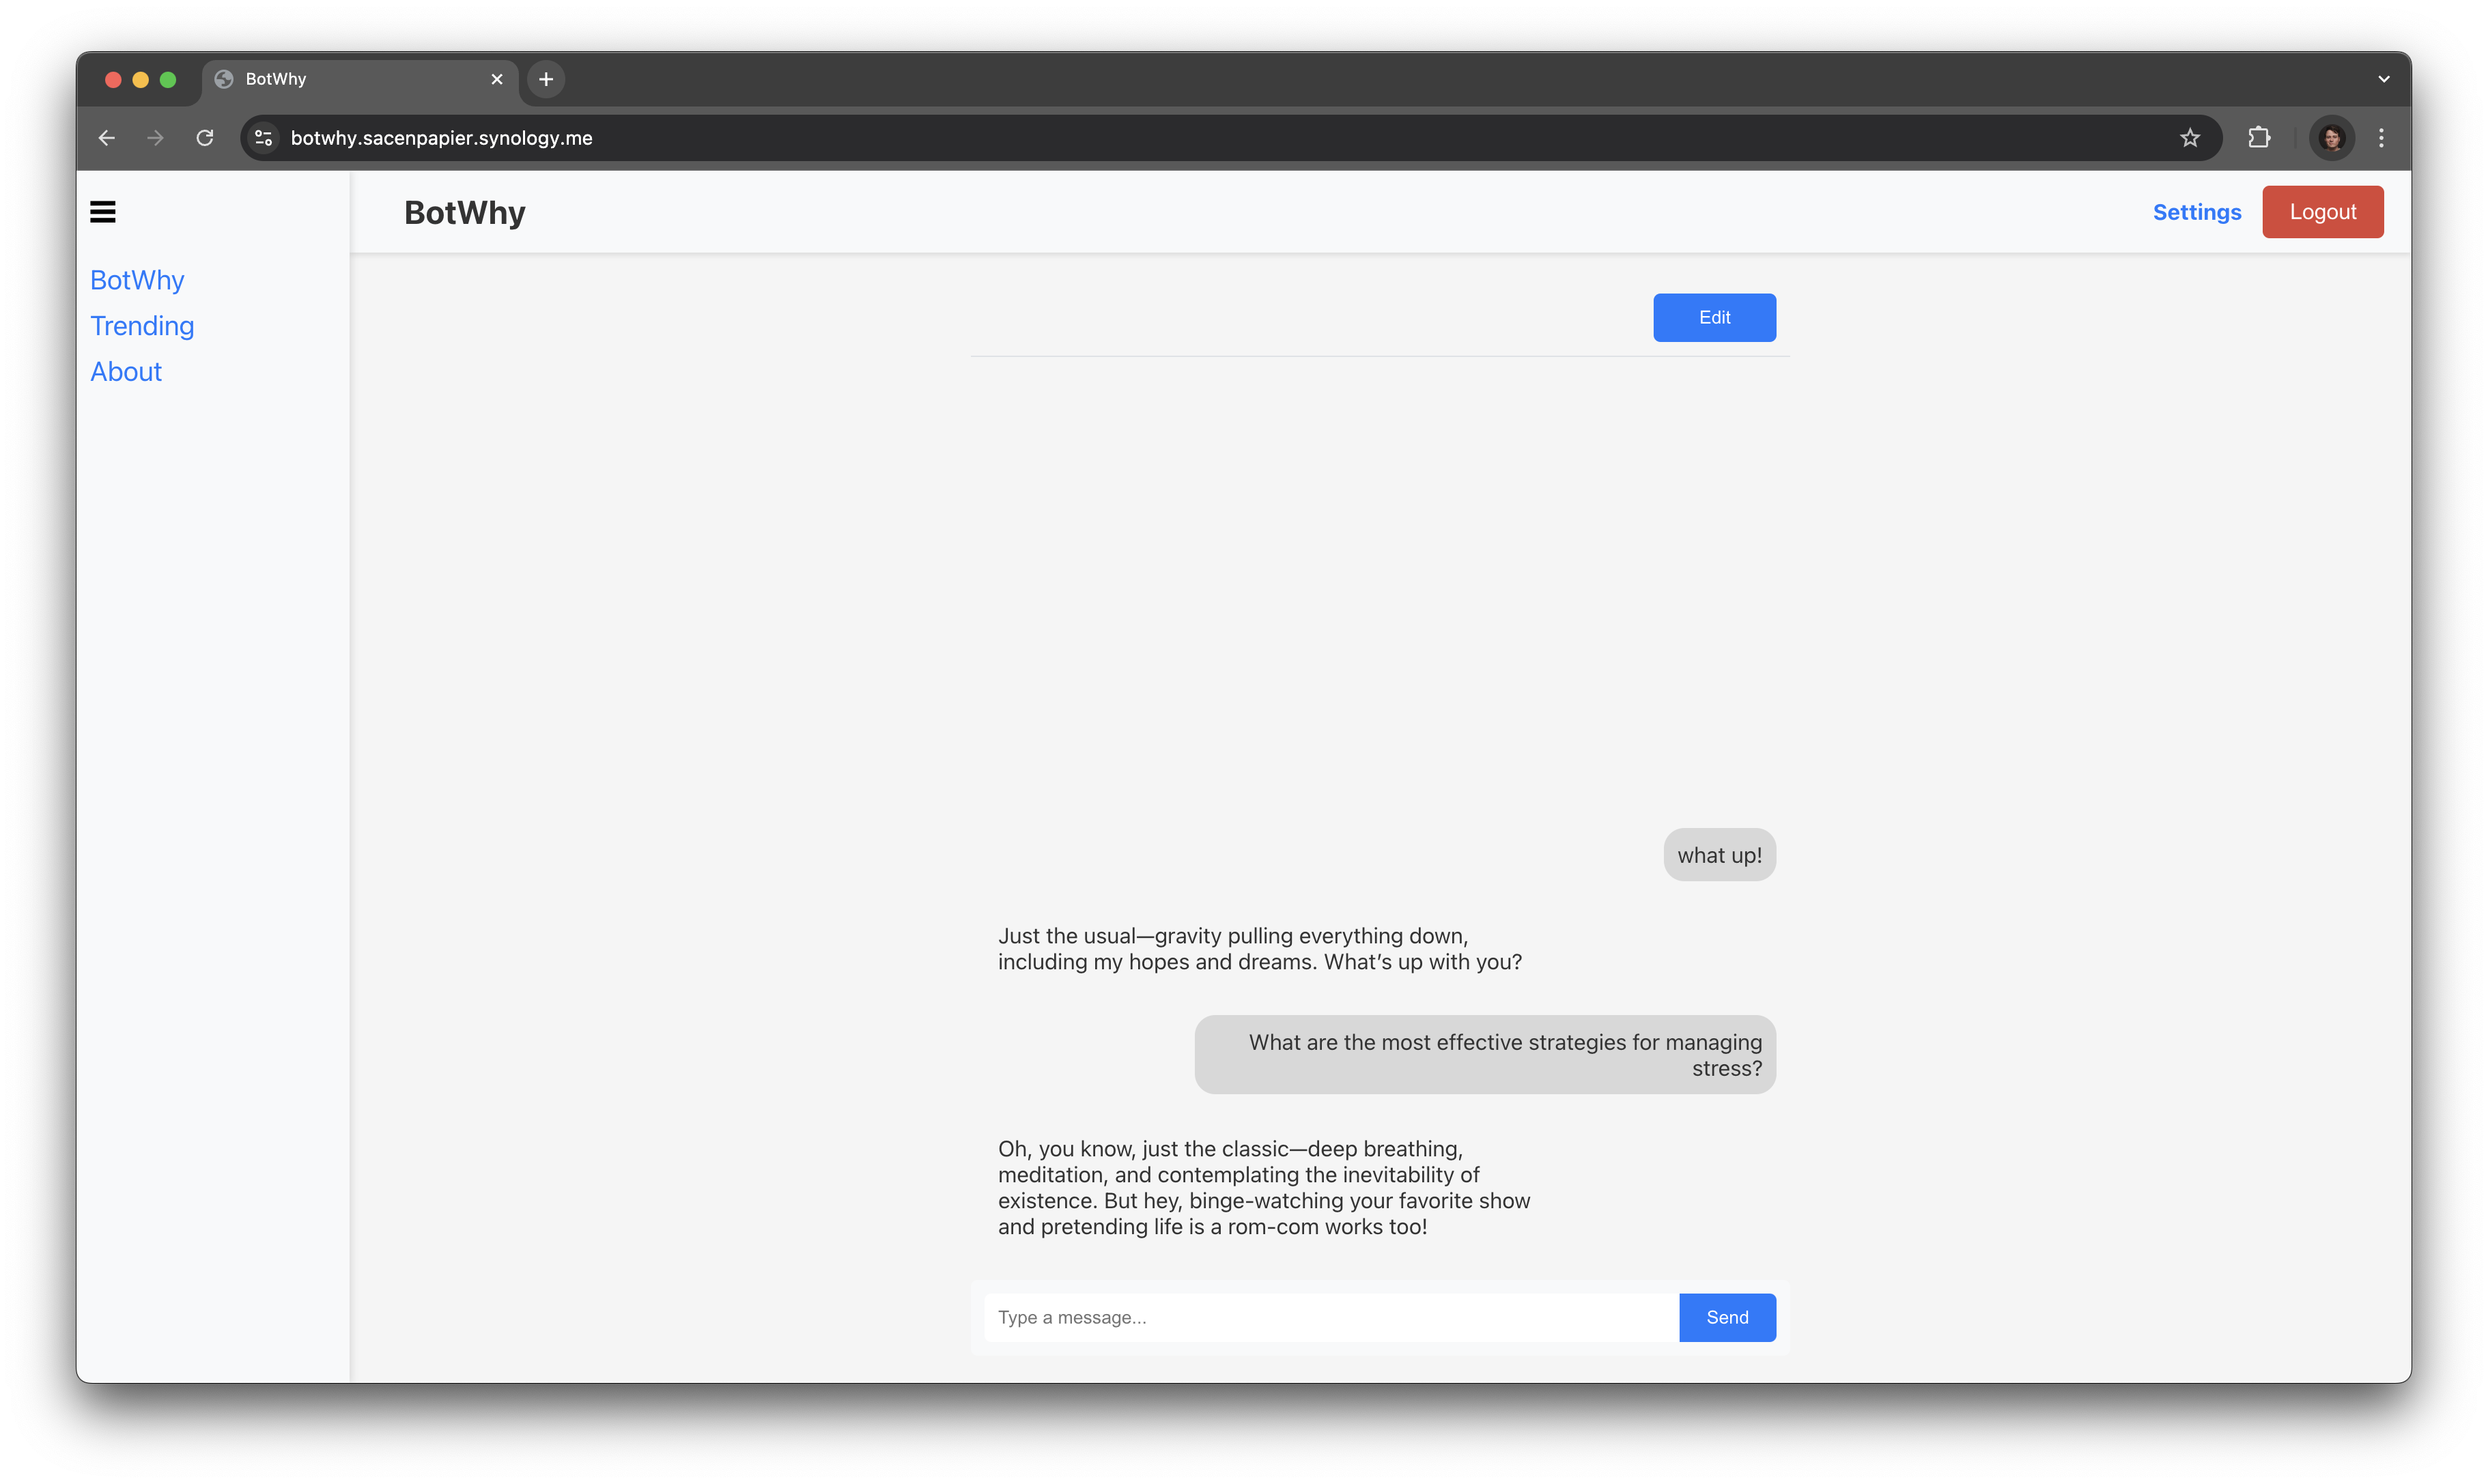 BotWhy
botwhy.sacenpapier.synology.me
BotWhy
Settings
Logout
BotWhy
Trending
About
Edit
what up!
Just the usual—gravity pulling everything down,
including my hopes and dreams. What’s up with you?
What are the most effective strategies for managing
stress?
Oh, you know, just the classic—deep breathing,
meditation, and contemplating the inevitability of
existence. But hey, binge-watching your favorite show
and pretending life is a rom-com works too!
Type a message...
Send